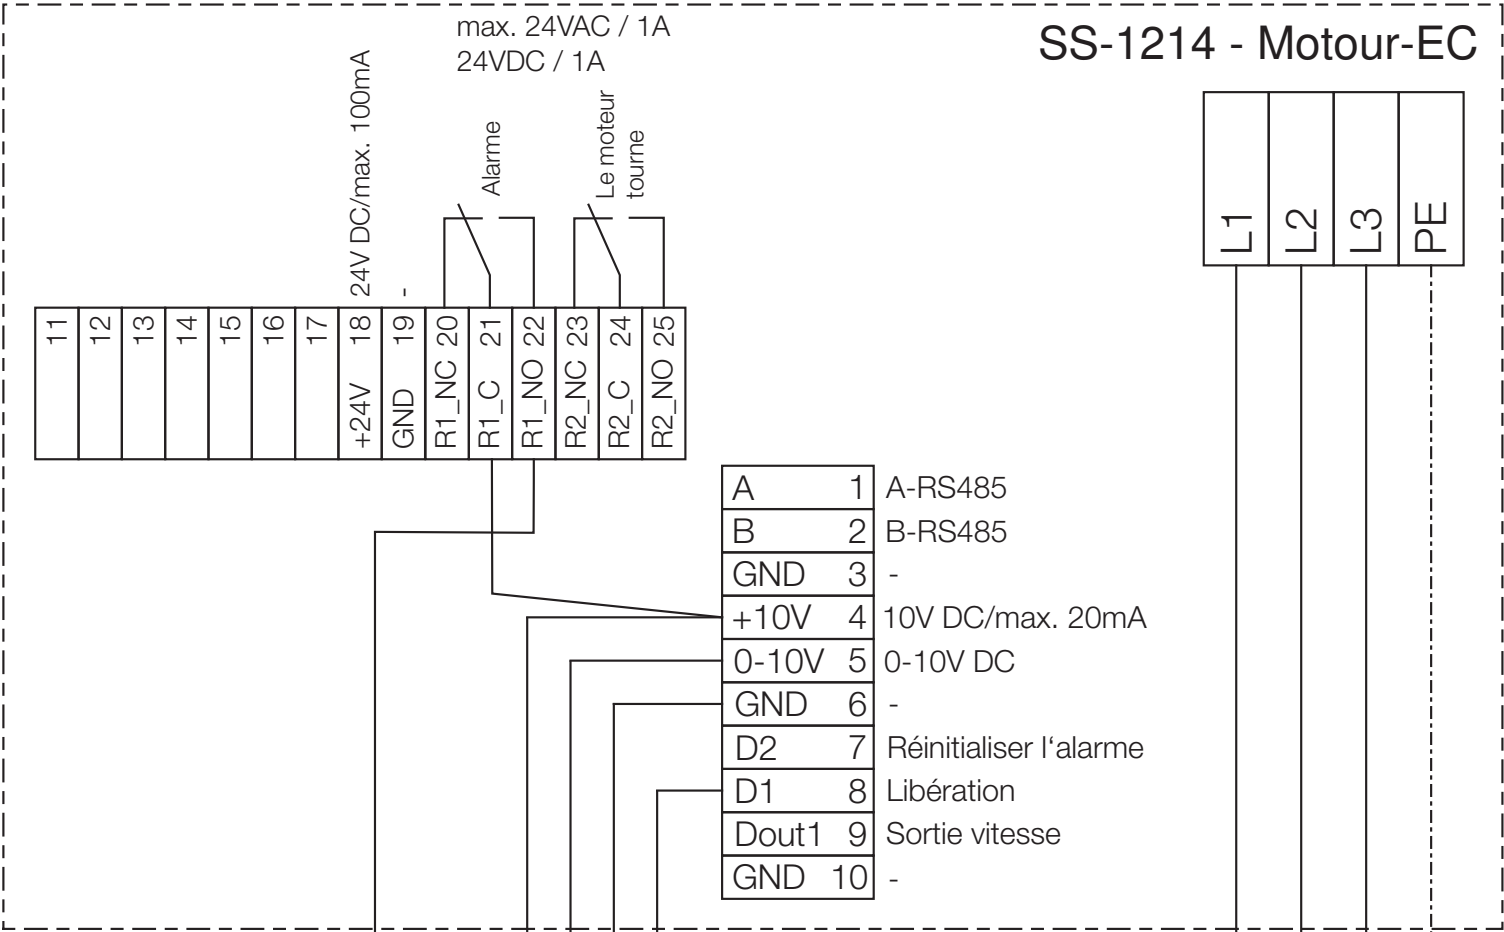 max. 24VAC / 1A
24VDC / 1A
SS-1214 - Motour-EC
24V DC/max. 100mA
-
Alarme
Le moteur
tourne
L1
L2
L3
PE
11
12
13
14
15
16
17
+24V 18
GND 19
R1_NC 20
R1_C 21
R1_NO 22
R2_NC 23
R2_C 24
R2_NO 25
A 1 A-RS485
B 2 B-RS485
GND 3 -
+10V 4 10V DC/max. 20mA
0-10V 5 0-10V DC
GND 6 -
D2 7 Réinitialiser l‘alarme
D1 8 Libération
Dout1 9 Sortie vitesse
GND 10 -